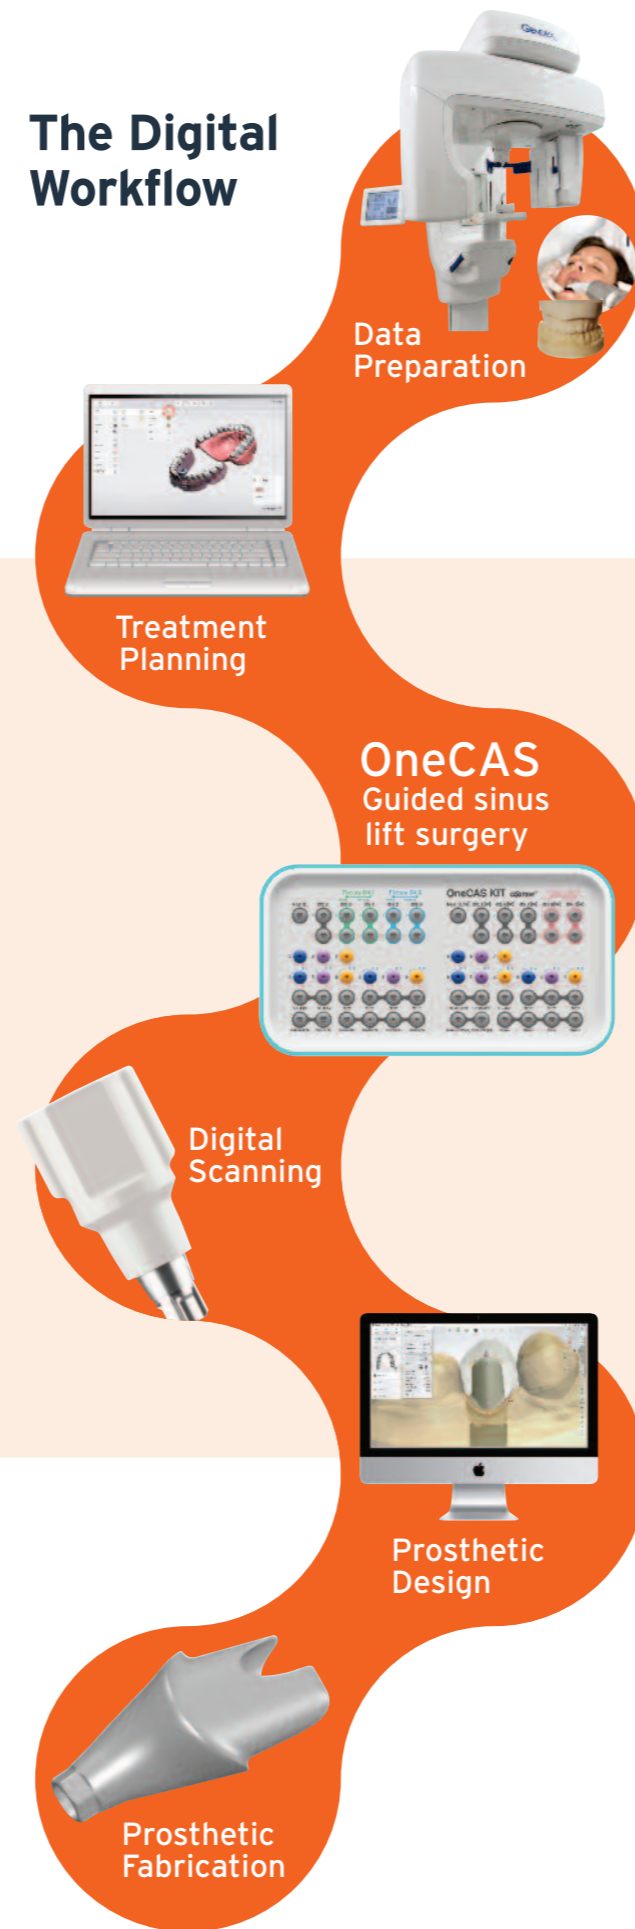 The Digital
Workflow
Data
Preparation
Treatment
Planning
OneCAS
Guided sinus
lift surgery
OneCAS KIT
Digital
Scanning
Prosthetic
Design
Prosthetic
Fabrication